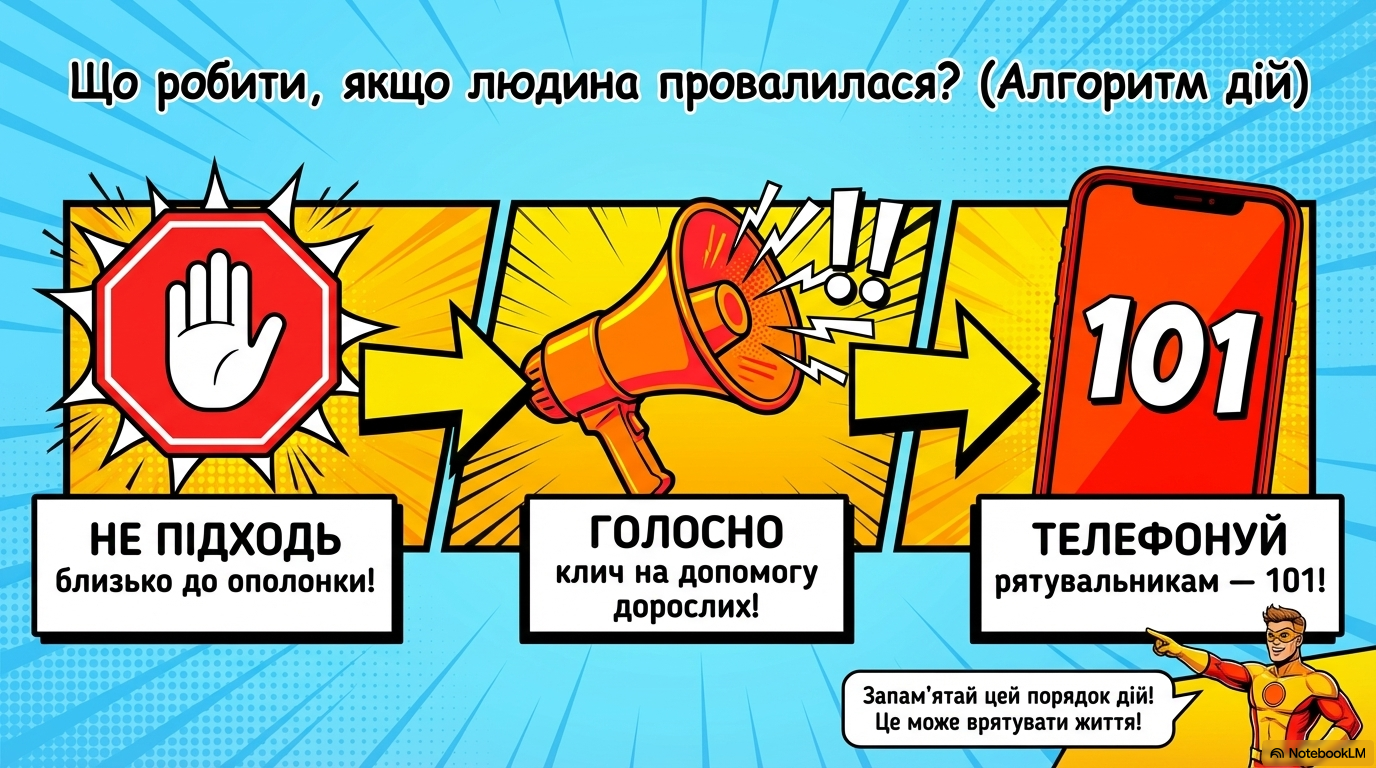 Що робити, якщо людина провалилася? (Алгоритм дій)
!!
101
НЕ ПІДХОДЬ
близько до ополонки!
ГОЛОСНО
клич на допомогу
дорослих!
ТЕЛЕФОНУЙ
рятувальникам — 101!
Запам'ятай цей порядок дій!
Це може врятувати життя!
NotebookLM